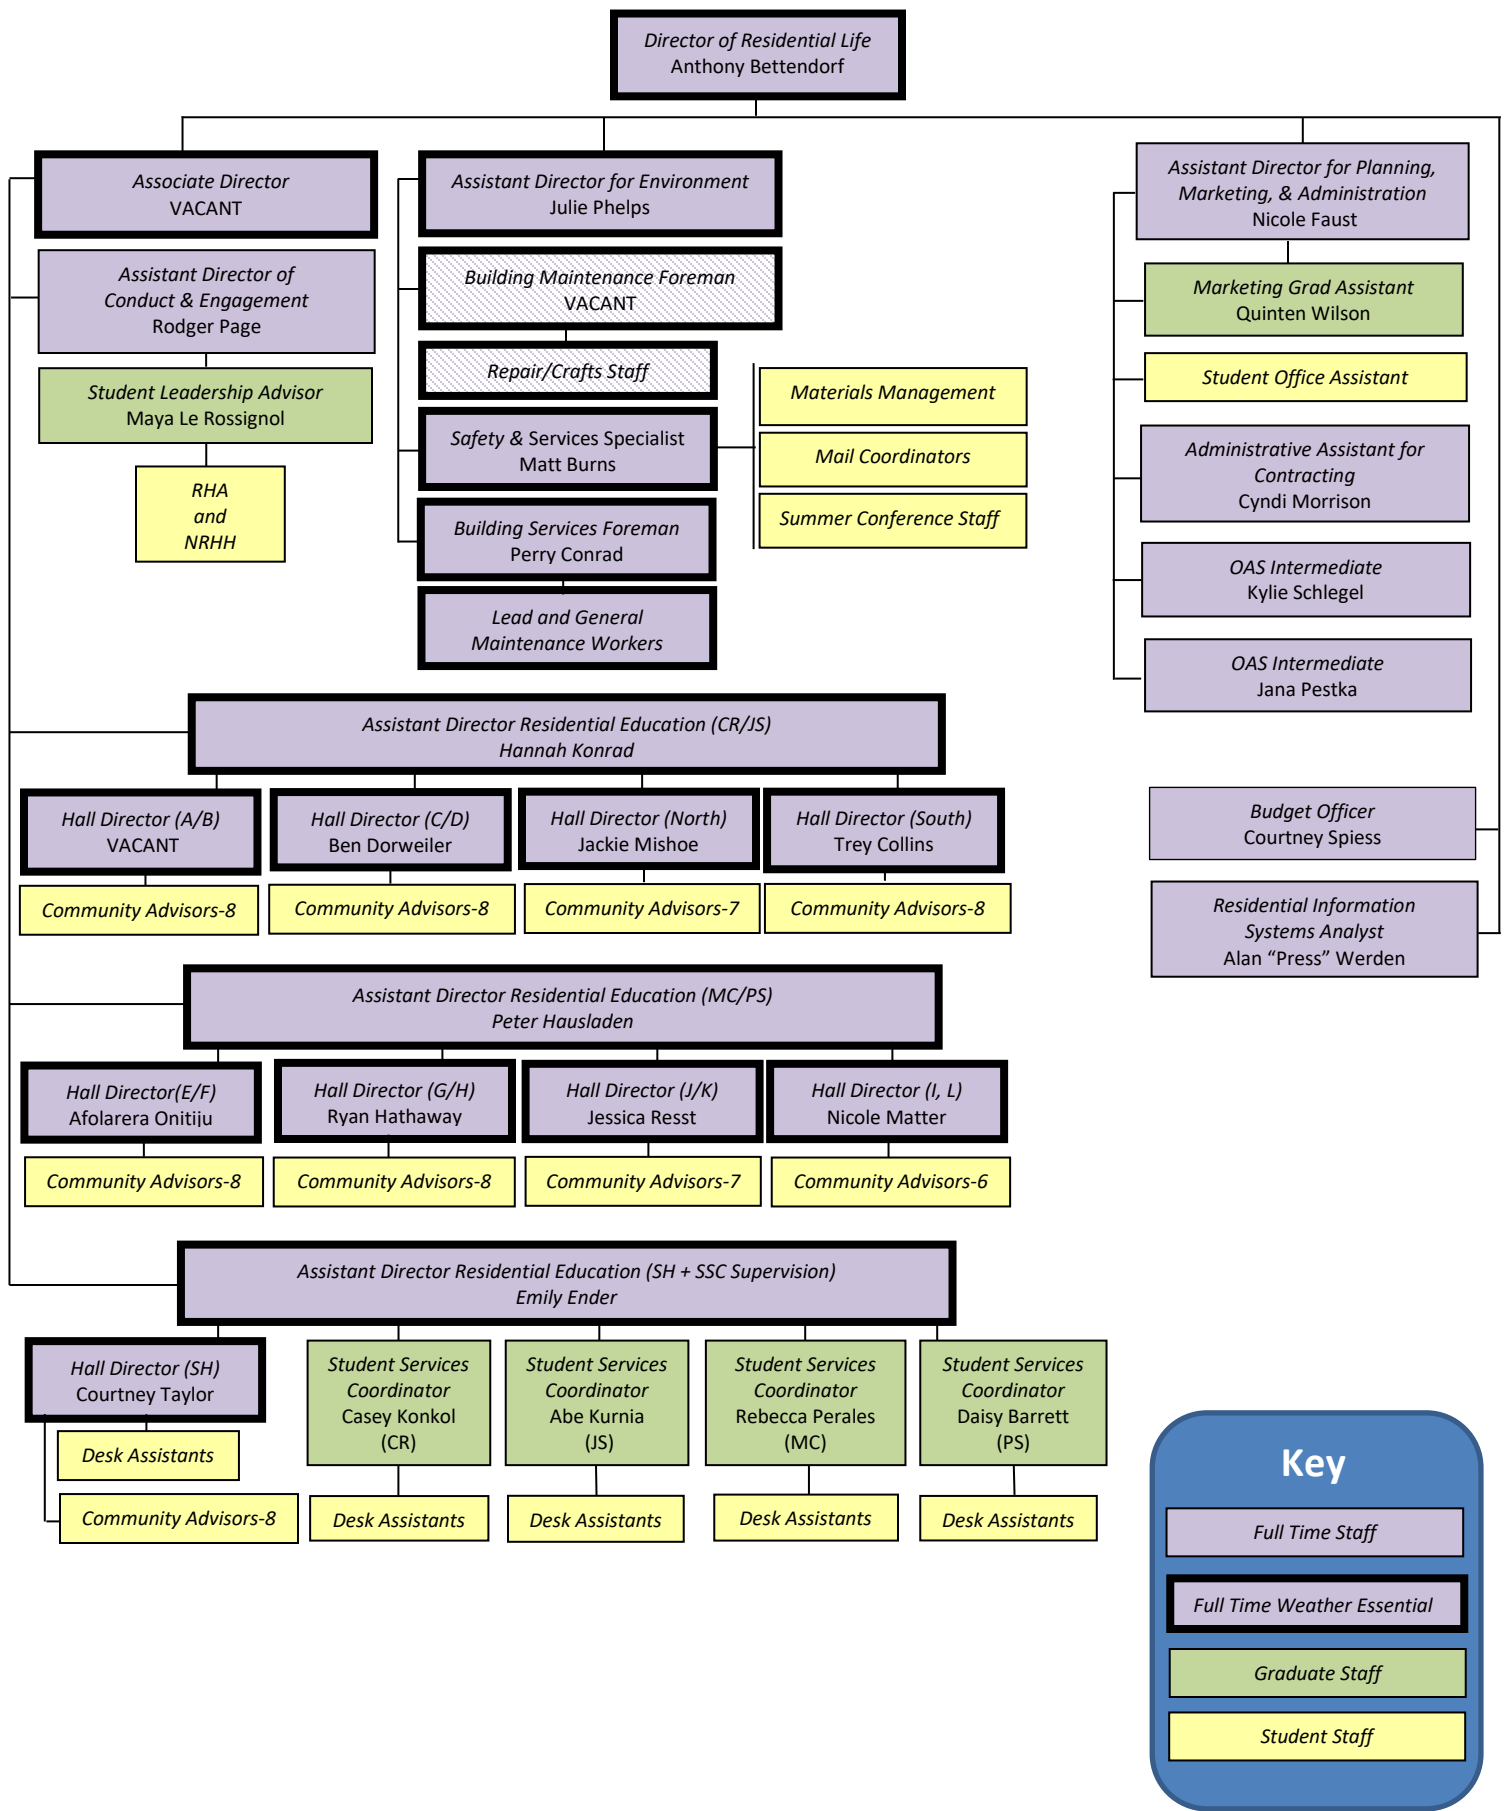 Director of Residential Life
Anthony Bettendorf
Associate Director
VACANT
Assistant Director of
Conduct & Engagement
Rodger Page
Student Leadership Advisor
Maya Le Rossignol
RHA
and
NRHH
Assistant Director for Environment
Julie Phelps
Building Maintenance Foreman
VACANT
Repair/Crafts Staff
Safety & Services Specialist
Matt Burns
Building Services Foreman
Perry Conrad
Lead and General
Maintenance Workers
Materials Management
Mail Coordinators
Summer Conference Staff
Assistant Director for Planning,
Marketing, & Administration
Nicole Faust
Marketing Grad Assistant
Quinten Wilson
Student Office Assistant
Administrative Assistant for
Contracting
Cyndi Morrison
OAS Intermediate
Kylie Schlegel
OAS Intermediate
Jana Pestka
Budget Officer
Courtney Spiess
Residential Information
Systems Analyst
Alan “Press” Werden
Assistant Director Residential Education (CR/JS)
Hannah Konrad
Hall Director (A/B)
VACANT
Community Advisors-8
Hall Director (C/D)
Ben Dorweiler
Community Advisors-8
Hall Director (North)
Jackie Mishoe
Community Advisors-7
Hall Director (South)
Trey Collins
Community Advisors-8
Assistant Director Residential Education (MC/PS)
Peter Hausladen
Hall Director(E/F)
Afolarera Onitiju
Community Advisors-8
Hall Director (G/H)
Ryan Hathaway
Community Advisors-8
Hall Director (J/K)
Jessica Resst
Community Advisors-7
Hall Director (I, L)
Nicole Matter
Community Advisors-6
Assistant Director Residential Education (SH + SSC Supervision)
Emily Ender
Hall Director (SH)
Courtney Taylor
Desk Assistants
Community Advisors-8
Student Services
Coordinator
Casey Konkol
(CR)
Desk Assistants
Student Services
Coordinator
Abe Kurnia
(JS)
Desk Assistants
Student Services
Coordinator
Rebecca Perales
(MC)
Desk Assistants
Student Services
Coordinator
Daisy Barrett
(PS)
Desk Assistants
Key
Full Time Staff
Full Time Weather Essential
Graduate Staff
Student Staff